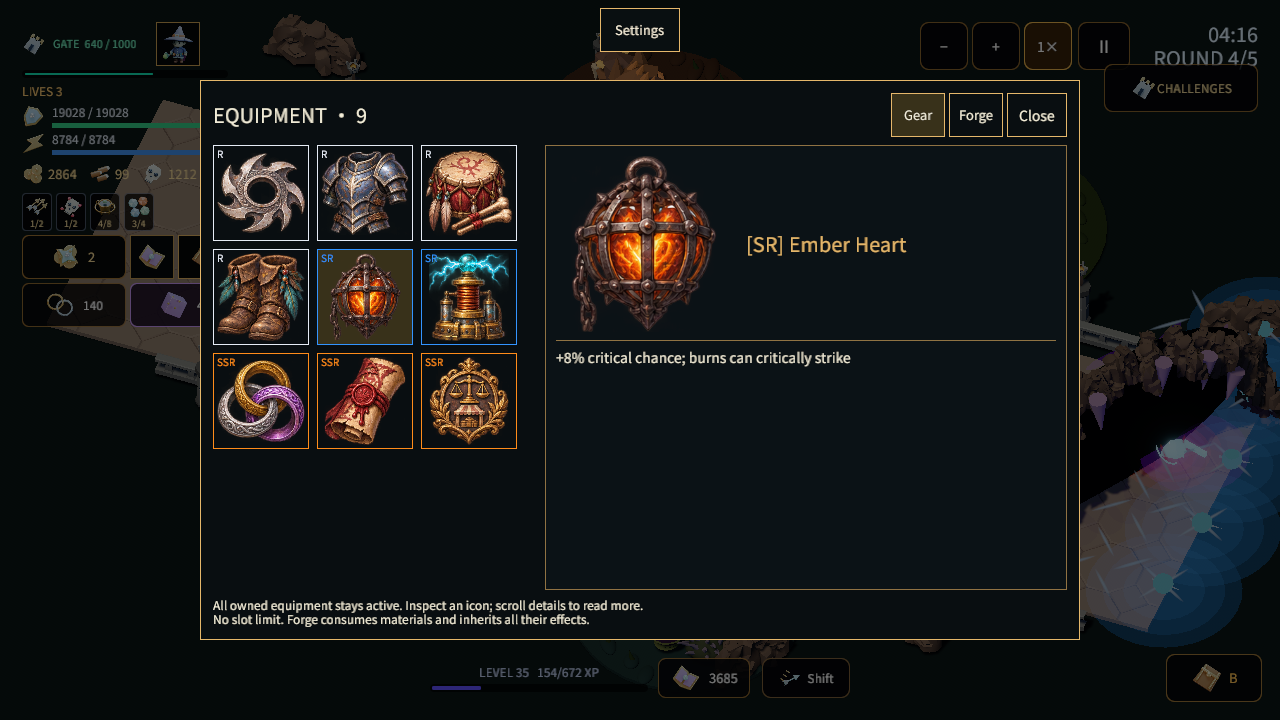 Settings
GATE 640 / 1000
LIVES 3
19028 / 19028
8784 / 8784
2864
99
1212
1/2
1/2
4/8
3/4
2
140
−
+
1×
04:16
ROUND 4/5
CHALLENGES
EQUIPMENT • 9
Gear
Forge
Close
R
R
R
R
SR
SR
SSR
SSR
SSR
[SR] Ember Heart
+8% critical chance; burns can critically strike
All owned equipment stays active. Inspect an icon; scroll details to read more.
No slot limit. Forge consumes materials and inherits all their effects.
LEVEL 35 154/672 XP
3685
Shift
B